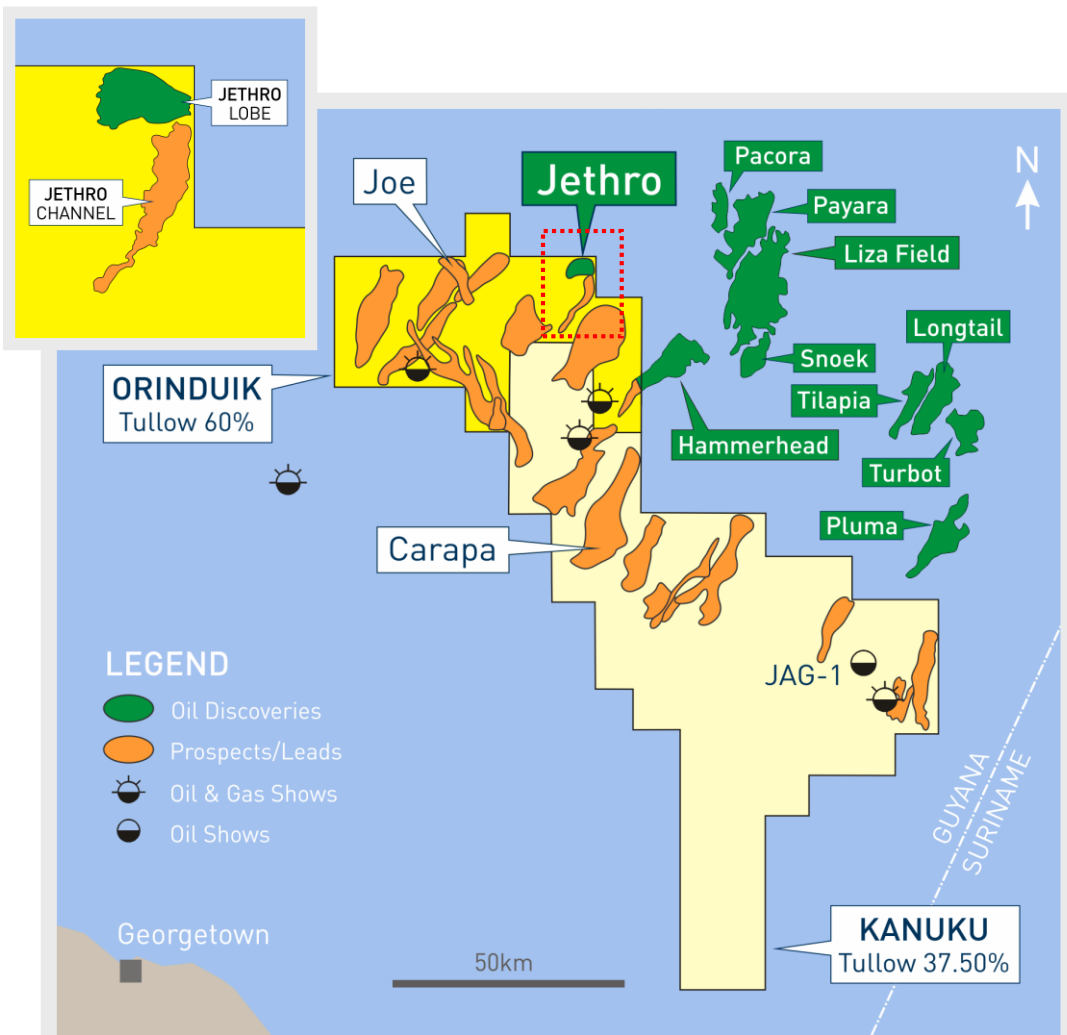 JETHRO
LOBE
JETHRO
CHANNEL
Joe
Jethro
Pacora
Payara
Liza Field
N
Longtail
Snoek
Tilapia
ORINDUIK
Tullow 60%
Hammerhead
Turbot
Pluma
Carapa
LEGEND
Oil Discoveries
Prospects/Leads
Oil & Gas Shows
Oil Shows
JAG-1
GUYANA
SURINAME
Georgetown
50km
KANUKU
Tullow 37.50%